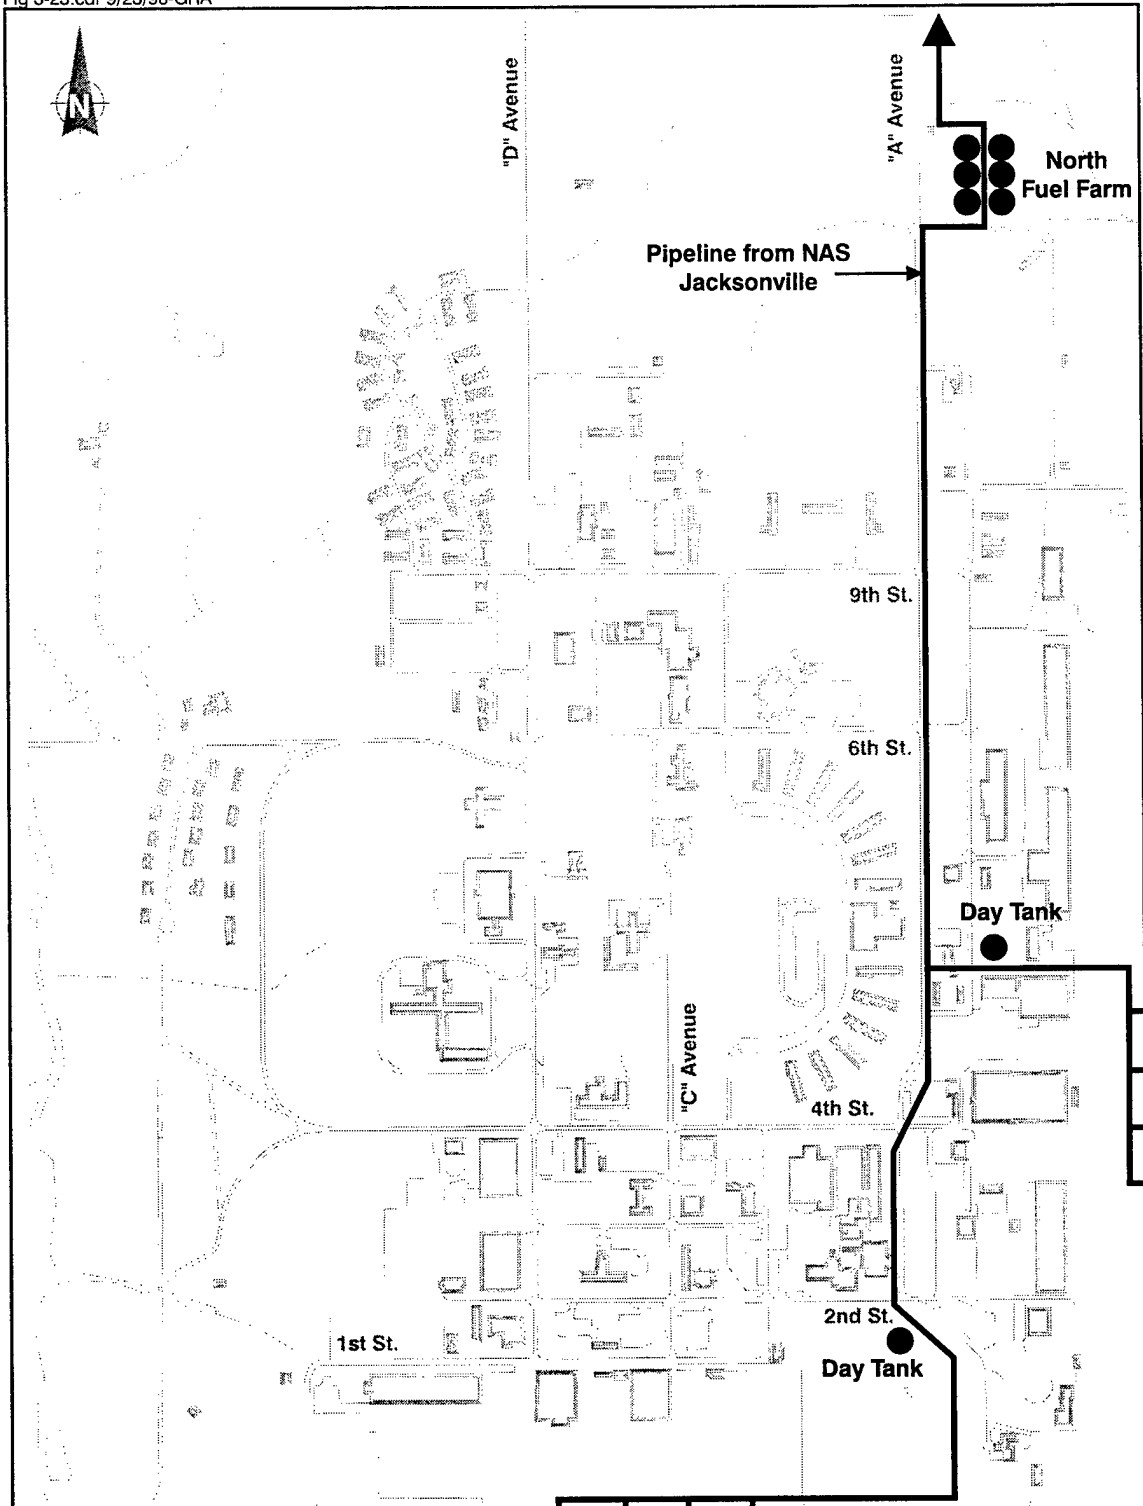 Fig 3-23.cdr 9/23/98-GRA
N
"D" Avenue
"A" Avenue
North
Fuel Farm
Pipeline from NAS
Jacksonville
9th St.
6th St.
Day Tank
"C" Avenue
4th St.
2nd St.
1st St.
Day Tank